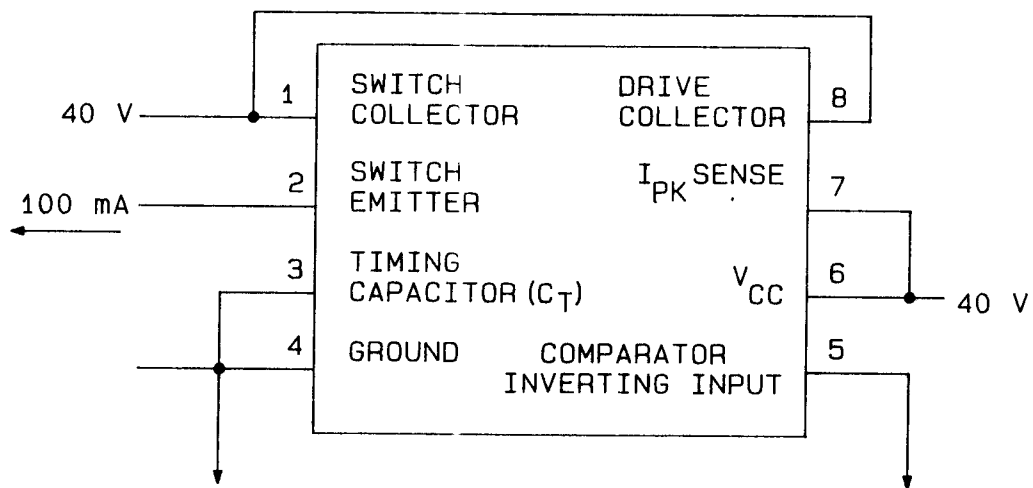 1 SWITCH COLLECTOR
DRIVE COLLECTOR 8
40 V
2 SWITCH EMITTER
I_PK SENSE 7
100 mA
3 TIMING CAPACITOR (C_T)
V_CC 6
40 V
4 GROUND
COMPARATOR INVERTING INPUT 5